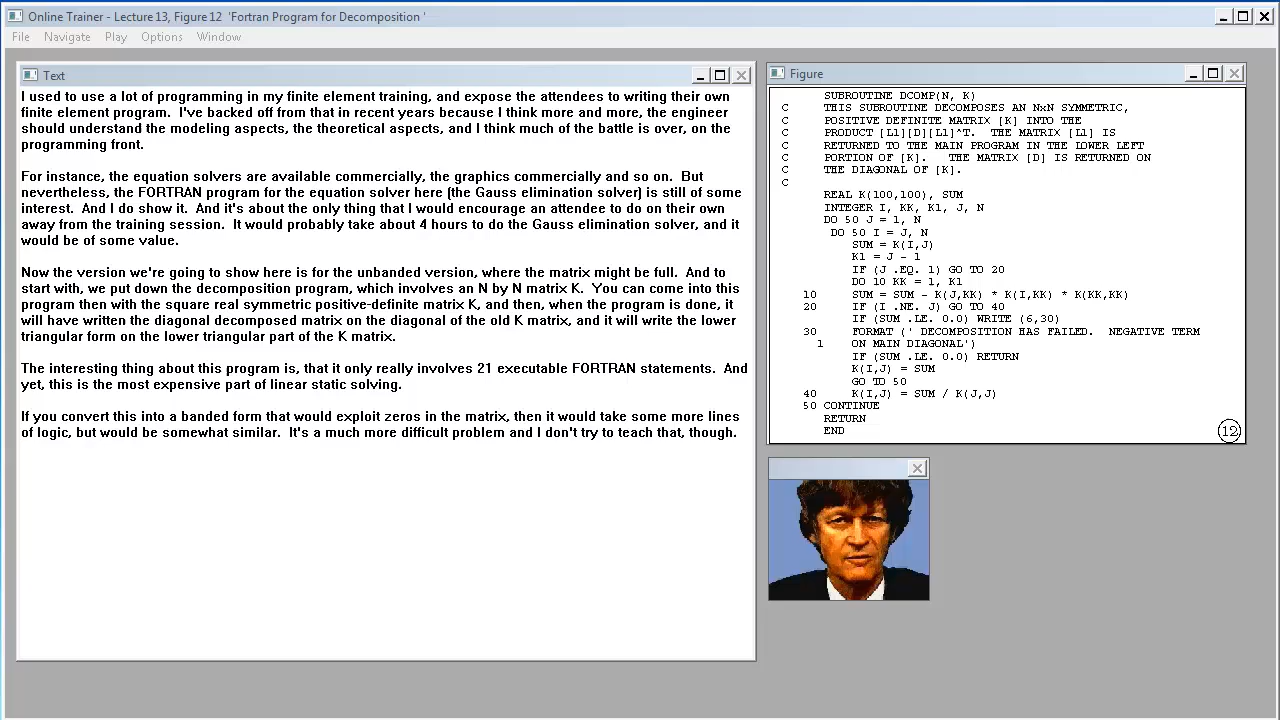 Online Trainer - Lecture 13, Figure 12 'Fortran Program for Decomposition '
File Navigate Play Options Window
Text
I used to use a lot of programming in my finite element training, and expose the attendees to writing their own
finite element program. I've backed off from that in recent years because I think more and more, the engineer
should understand the modeling aspects, the theoretical aspects, and I think much of the battle is over, on the
programming front.
For instance, the equation solvers are available commercially, the graphics commercially and so on. But
nevertheless, the FORTRAN program for the equation solver here (the Gauss elimination solver) is still of some
interest. And I do show it. And it's about the only thing that I would encourage an attendee to do on their own
away from the training session. It would probably take about 4 hours to do the Gauss elimination solver, and it
would be of some value.
Now the version we're going to show here is for the unbanded version, where the matrix might be full. And to
start with, we put down the decomposition program, which involves an N by N matrix K. You can come into this
program then with the square real symmetric positive-definite matrix K, and then, when the program is done, it
will have written the diagonal decomposed matrix on the diagonal of the old K matrix, and it will write the lower
triangular form on the lower triangular part of the K matrix.
The interesting thing about this program is, that it only really involves 21 executable FORTRAN statements. And
yet, this is the most expensive part of linear static solving.
If you convert this into a banded form that would exploit zeros in the matrix, then it would take some more lines
of logic, but would be somewhat similar. It's a much more difficult problem and I don't try to teach that, though.
Figure
SUBROUTINE DCOMP(N, K)
C THIS SUBROUTINE DECOMPOSES AN NxN SYMMETRIC,
C POSITIVE DEFINITE MATRIX [K] INTO THE
C PRODUCT [L1][D][L1]^T. THE MATRIX [L1] IS
C RETURNED TO THE MAIN PROGRAM IN THE LOWER LEFT
C PORTION OF [K]. THE MATRIX [D] IS RETURNED ON
C THE DIAGONAL OF [K].
C
REAL K(100,100), SUM
INTEGER I, KK, K1, J, N
DO 50 J = 1, N
DO 50 I = J, N
SUM = K(I,J)
K1 = J - 1
IF (J .EQ. 1) GO TO 20
DO 10 KK = 1, K1
10 SUM = SUM - K(J,KK) * K(I,KK) * K(KK,KK)
20 IF (I .NE. J) GO TO 40
IF (SUM .LE. 0.0) WRITE (6,30)
30 FORMAT (' DECOMPOSITION HAS FAILED. NEGATIVE TERM
1 ON MAIN DIAGONAL')
IF (SUM .LE. 0.0) RETURN
K(I,J) = SUM
GO TO 50
40 K(I,J) = SUM / K(J,J)
50 CONTINUE
RETURN
END
12